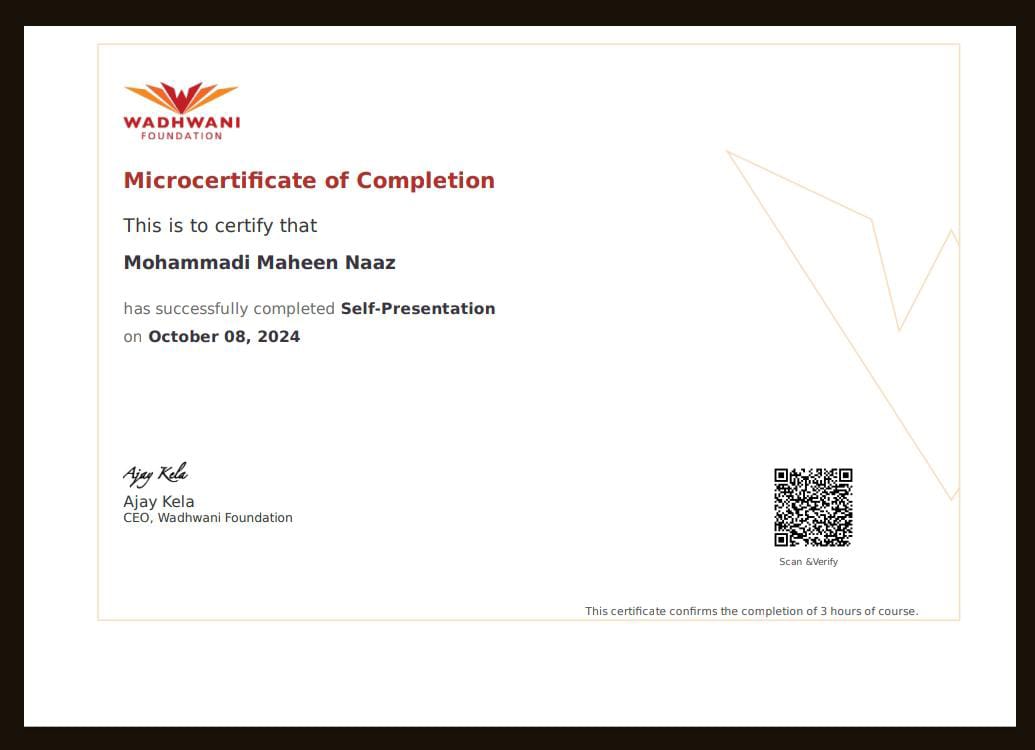 WADHWANI
FOUNDATION
Microcertificate of Completion
This is to certify that
Mohammadi Maheen Naaz
has successfully completed Self-Presentation
on October 08, 2024
Ajay Kela
Ajay Kela
CEO, Wadhwani Foundation
Scan &Verify
This certificate confirms the completion of 3 hours of course.